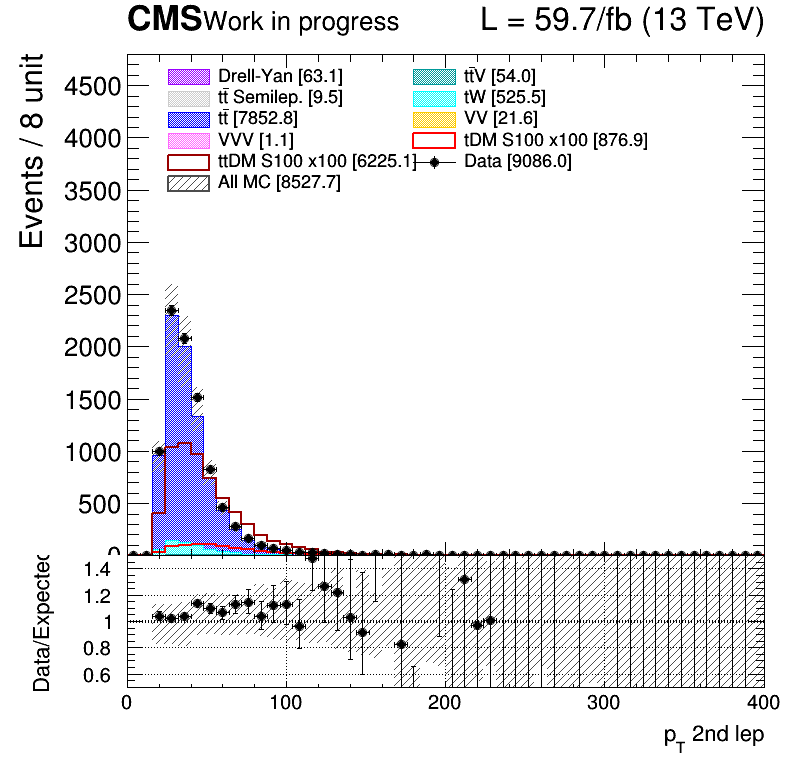 CMS Work in progress L = 59.7/fb (13 TeV)
Events / 8 unit
4500
4000
3500
3000
2500
2000
1500
1000
500
0
Drell-Yan [63.1] tt̄V [54.0]
tt̄ Semilep. [9.5] tW [525.5]
tt̄ [7852.8] VV [21.6]
VVV [1.1] tDM S100 x100 [876.9]
ttDM S100 x100 [6225.1] Data [9086.0]
All MC [8527.7]
Data/Expected
1.4
1.2
1
0.8
0.6
0 100 200 300 400
p_T 2nd lep